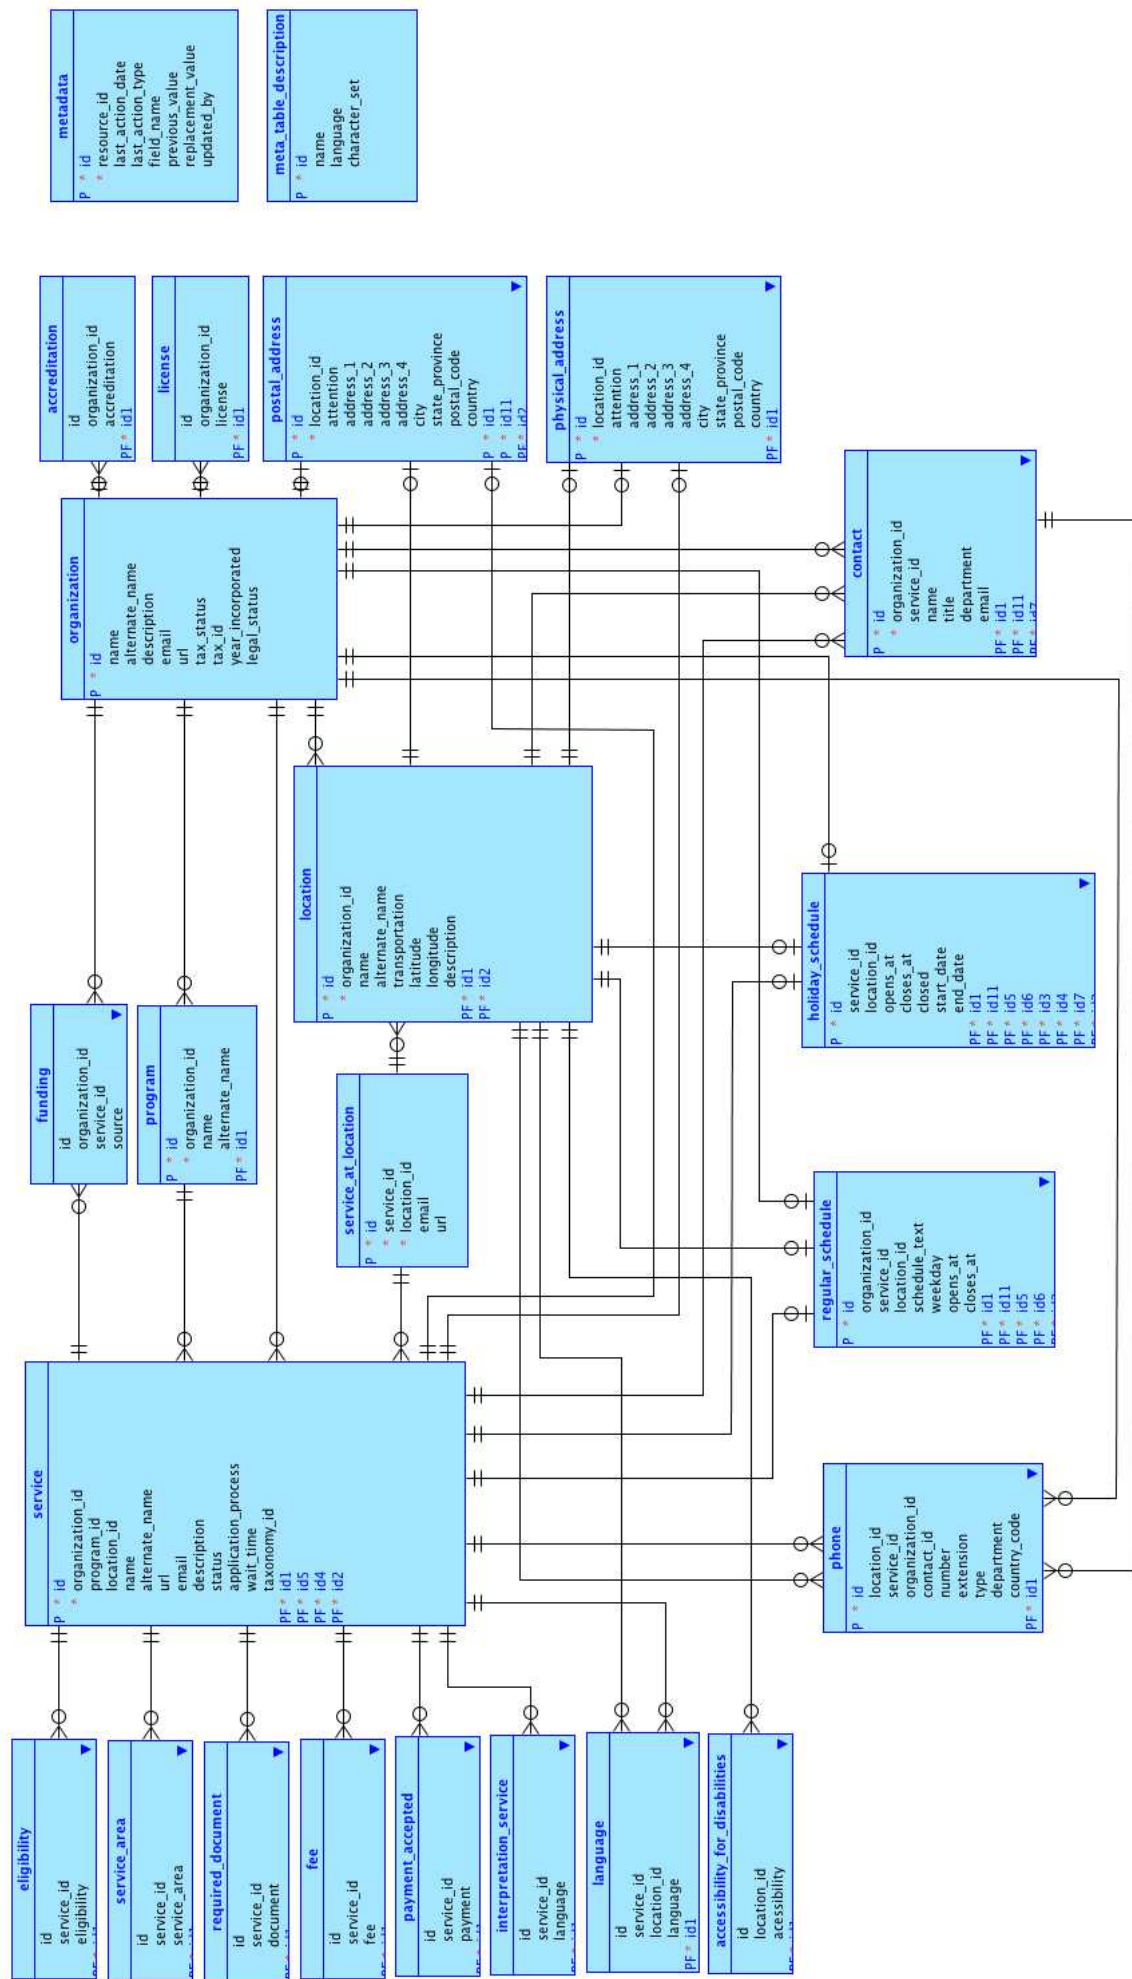 eligibility
id
service_id
eligibility
service_area
id
service_id
service_area
required_document
id
service_id
document
fee
id
service_id
fee
payment_accepted
id
service_id
payment
interpretation_service
id
service_id
language
language
id
service_id
location_id
language
PF * id1
accessibility_for_disabilities
id
location_id
acessibility
service
P * id
* organization_id
program_id
location_id
name
alternate_name
url
email
description
status
application_process
wait_time
taxonomy_id
PF * id1
PF * id5
PF * id4
PF * id2
phone
P * id
location_id
service_id
organization_id
contact_id
number
extension
type
department
country_code
PF * id1
funding
id
organization_id
service_id
source
program
P * id
* organization_id
name
alternate_name
PF * id1
service_at_location
P * id
* service_id
* location_id
email
url
regular_schedule
P * id
organization_id
service_id
location_id
schedule_text
weekday
opens_at
closes_at
PF * id1
PF * id11
PF * id5
PF * id6
location
P * id
* organization_id
name
alternate_name
transportation
latitude
longitude
description
PF * id1
PF * id2
holiday_schedule
P * id
service_id
location_id
opens_at
closes_at
closed
start_date
end_date
PF * id1
PF * id11
PF * id5
PF * id6
PF * id3
PF * id4
PF * id7
organization
P * id
name
alternate_name
description
email
url
tax_status
tax_id
year_incorporated
legal_status
contact
P * id
* organization_id
service_id
name
title
department
email
PF * id1
PF * id11
PF * id7
accreditation
id
organization_id
accreditation
PF * id1
license
id
organization_id
license
PF * id1
postal_address
P * id
* location_id
attention
address_1
address_2
address_3
address_4
city
state_province
postal_code
country
P * id1
P * id11
PF * id2
physical_address
P * id
* location_id
attention
address_1
address_2
address_3
address_4
city
state_province
postal_code
country
PF * id1
metadata
P * id
* resource_id
last_action_date
last_action_type
field_name
previous_value
replacement_value
updated_by
meta_table_description
P * id
name
language
character_set